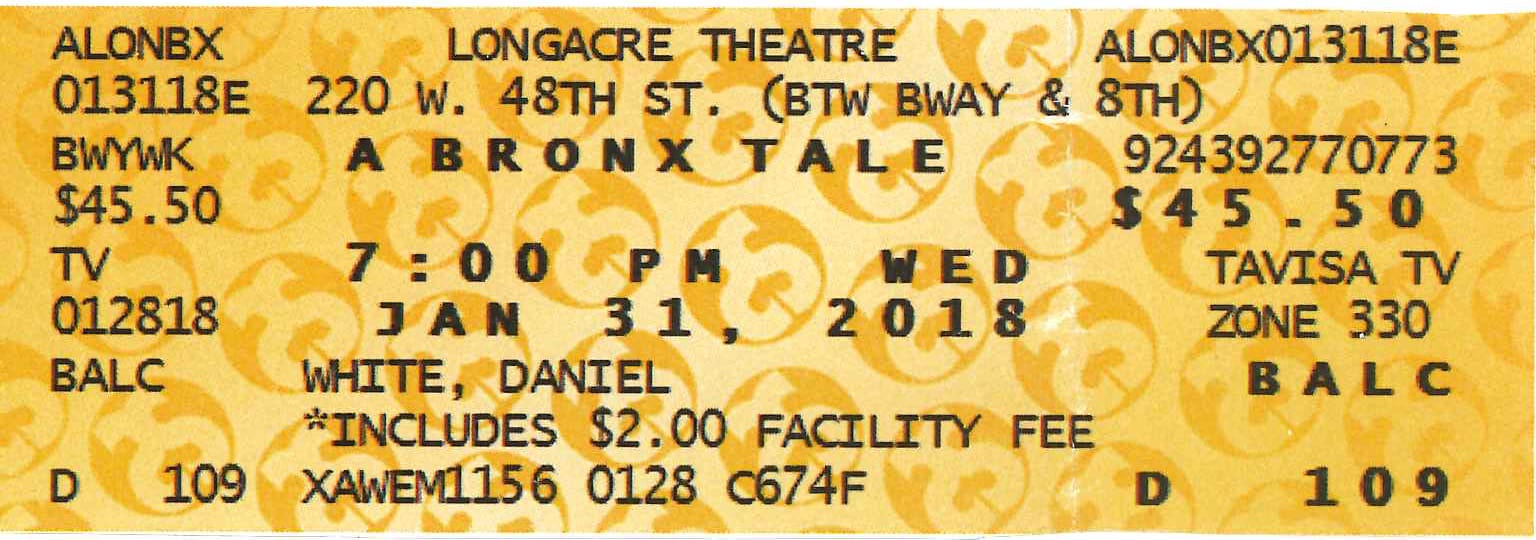 ALONBX LONGACRE THEATRE ALONBX013118E
013118E 220 W. 48TH ST. (BTW BWAY & 8TH)
BWYWK A BRONX TALE 924392770773
$45.50 $45.50
TV 7:00 PM WED TAVISA TV
012818 JAN 31, 2018 ZONE 330
BALC WHITE, DANIEL BALC
*INCLUDES $2.00 FACILITY FEE
D 109 XAWEM1156 0128 C674F D 109